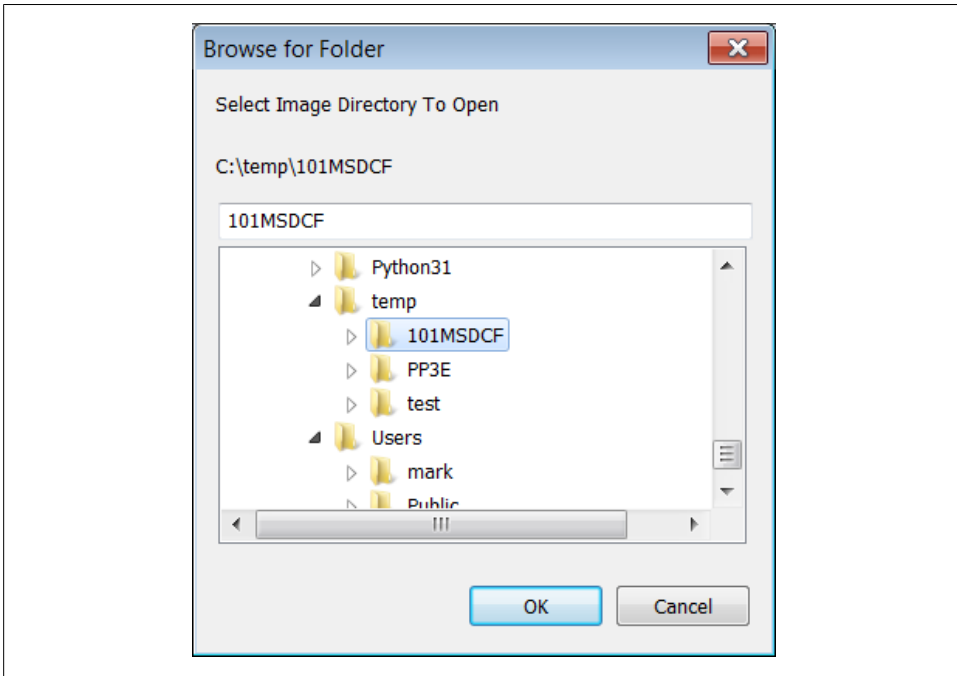 Browse for Folder
Select Image Directory To Open
C:\temp\101MSDCF
101MSDCF
Python31
temp
101MSDCF
PP3E
test
Users
mark
Public
OK Cancel